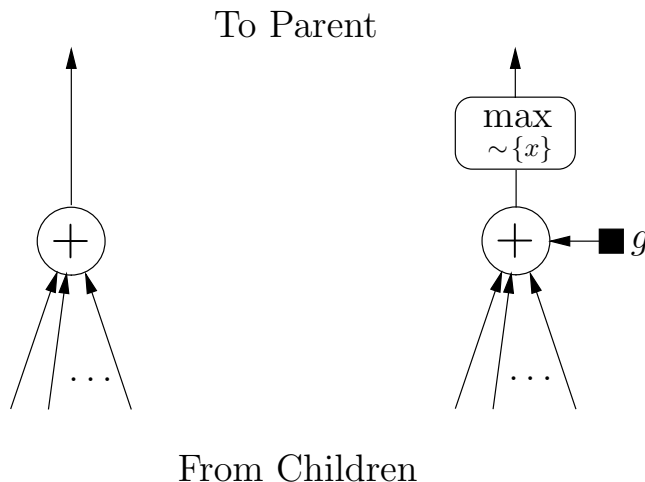 To Parent
max
∼{x}
+
+
g
...
...
From Children